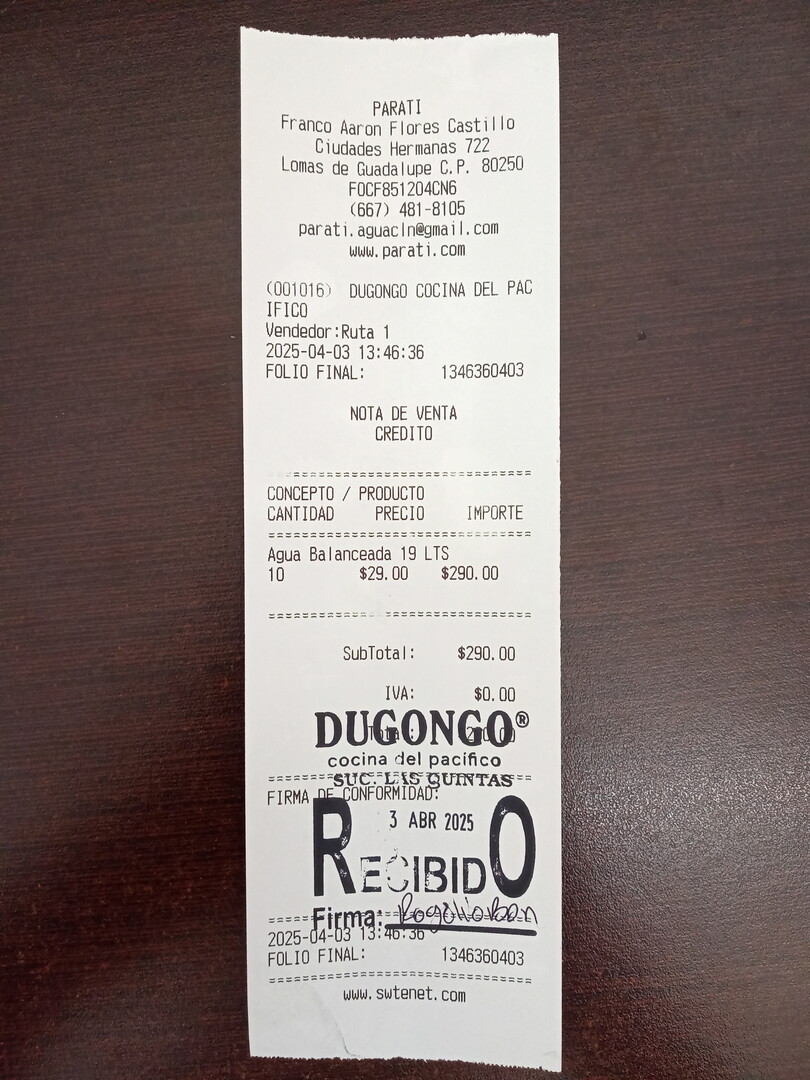 PARATI
Franco Aaron Flores Castillo
Ciudades Hermanas 722
Lomas de Guadalupe C.P. 80250
FOCF851204CN6
(667) 481-8105
parati.aguacln@gmail.com
www.parati.com
(001016) DUGONGO COCINA DEL PAC
IFICO
Vendedor:Ruta 1
2025-04-03 13:46:36
FOLIO FINAL: 1346360403
NOTA DE VENTA
CREDITO
CONCEPTO / PRODUCTO
CANTIDAD PRECIO IMPORTE
Agua Balanceada 19 LTS
10 $29.00 $290.00
SubTotal: $290.00
IVA: $0.00
DUGONGO®
cocina del pacífico
SUC. LAS QUINTAS
FIRMA DE CONFORMIDAD:
3 ABR 2025
RECIBIDO
Firma:
2025-04-03 13:46:36
FOLIO FINAL: 1346360403
www.swtenet.com